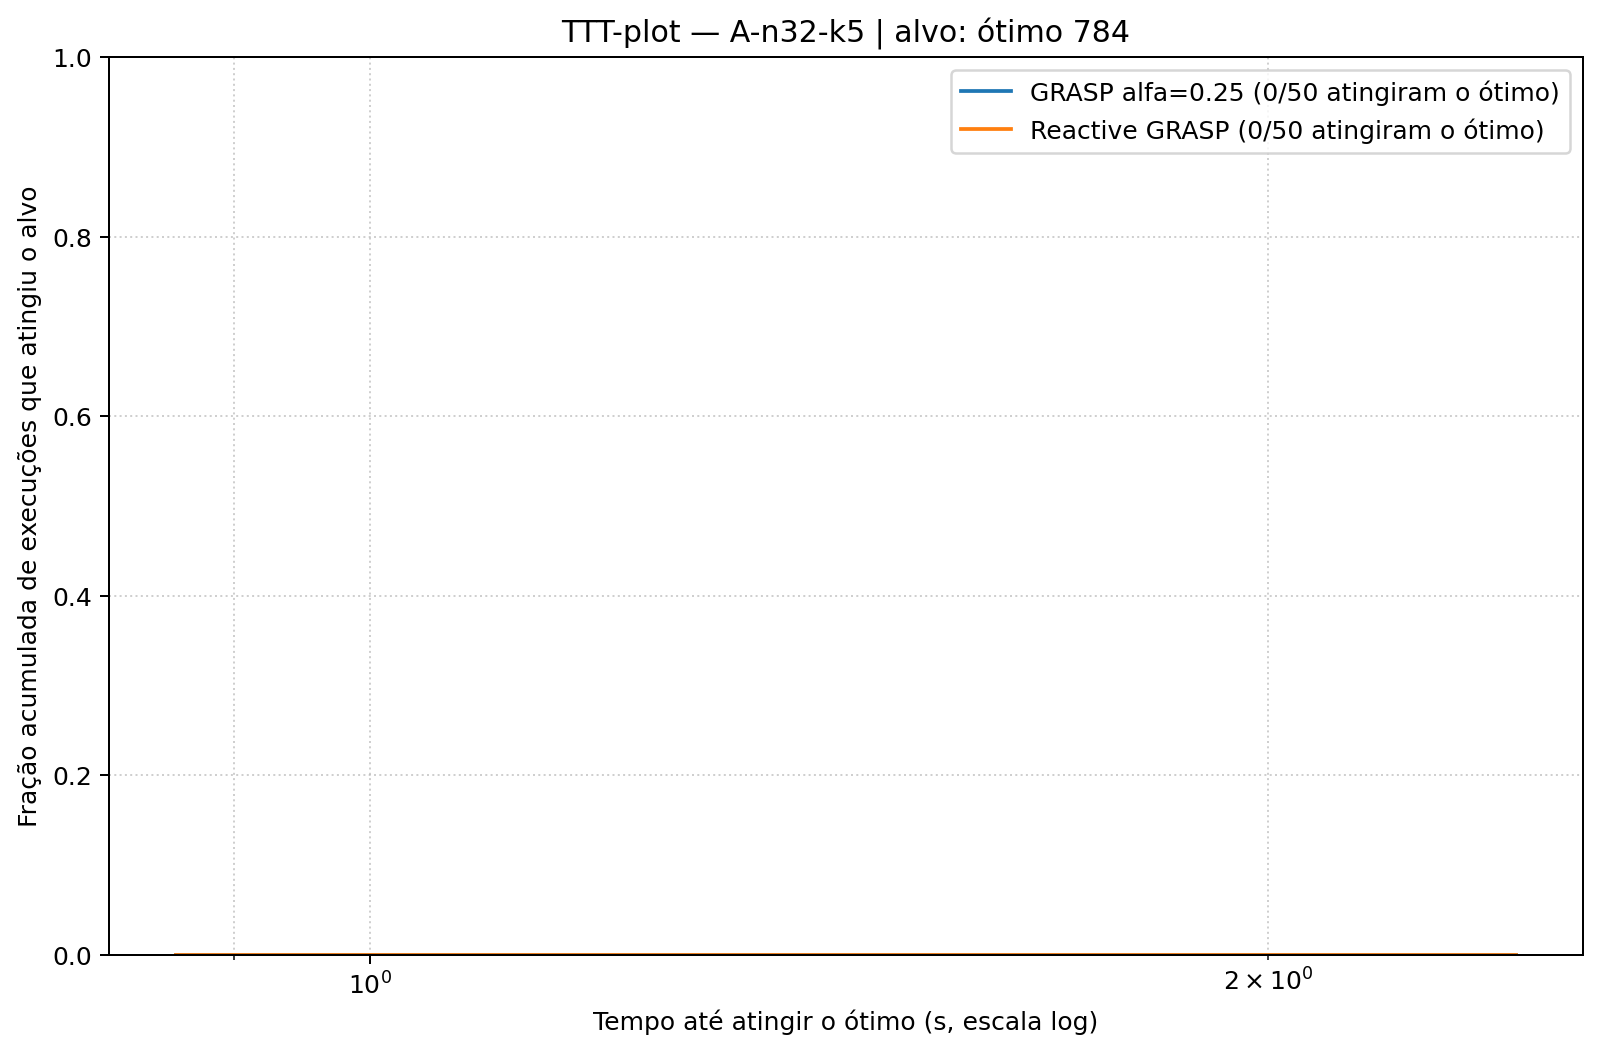 TTT-plot — A-n32-k5 | alvo: ótimo 784
GRASP alfa=0.25 (0/50 atingiram o ótimo)
Reactive GRASP (0/50 atingiram o ótimo)
Fração acumulada de execuções que atingiu o alvo
1.0
0.8
0.6
0.4
0.2
0.0
10⁰
2 × 10⁰
Tempo até atingir o ótimo (s, escala log)